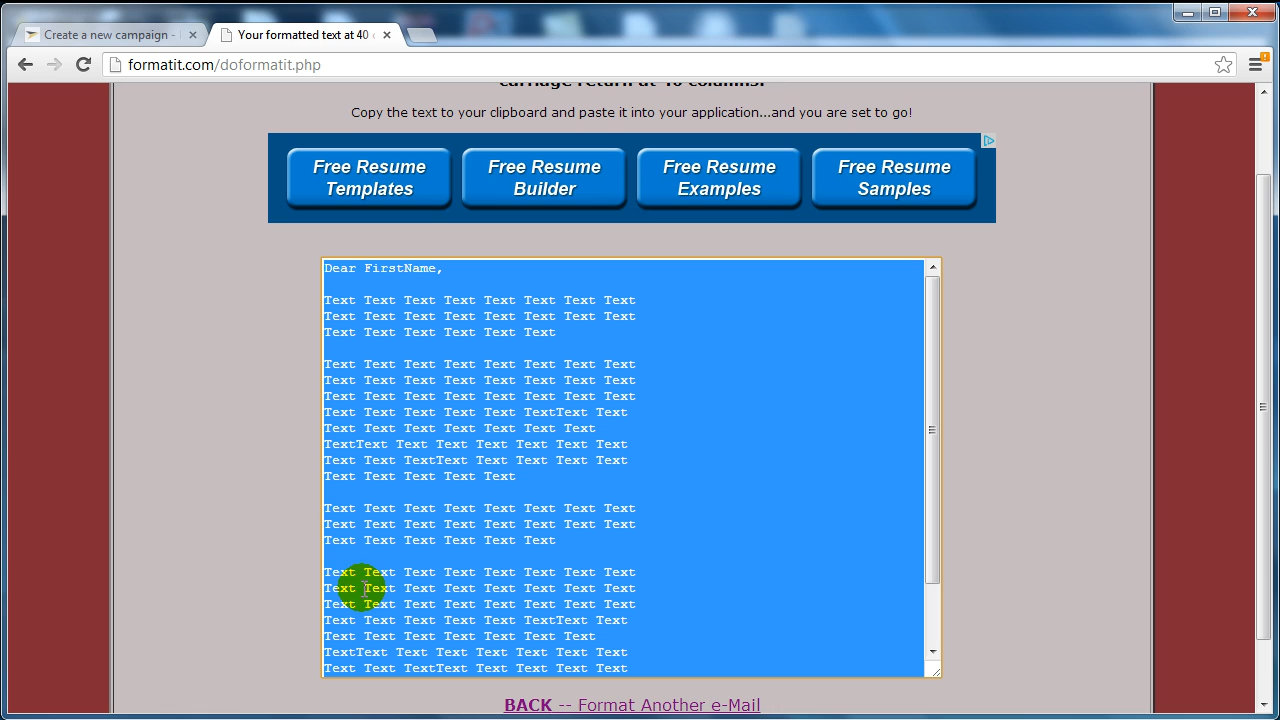 Create a new campaign -
Your formatted text at 40
formatit.com/doformatit.php
carriage return at 40 columns.
Copy the text to your clipboard and paste it into your application...and you are set to go!
Free Resume Templates
Free Resume Builder
Free Resume Examples
Free Resume Samples
Dear FirstName,
Text Text Text Text Text Text Text Text
Text Text Text Text Text Text Text Text
Text Text Text Text Text Text
Text Text Text Text Text Text Text Text
Text Text Text Text Text Text Text Text
Text Text Text Text Text Text Text Text
Text Text Text Text Text TextText Text
Text Text Text Text Text Text Text
TextText Text Text Text Text Text Text
Text Text TextText Text Text Text Text
Text Text Text Text Text
Text Text Text Text Text Text Text Text
Text Text Text Text Text Text Text Text
Text Text Text Text Text Text
Text Text Text Text Text Text Text Text
Text Text Text Text Text Text Text Text
Text Text Text Text Text Text Text Text
Text Text Text Text Text TextText Text
Text Text Text Text Text Text Text
TextText Text Text Text Text Text Text
Text Text TextText Text Text Text Text
BACK -- Format Another e-Mail